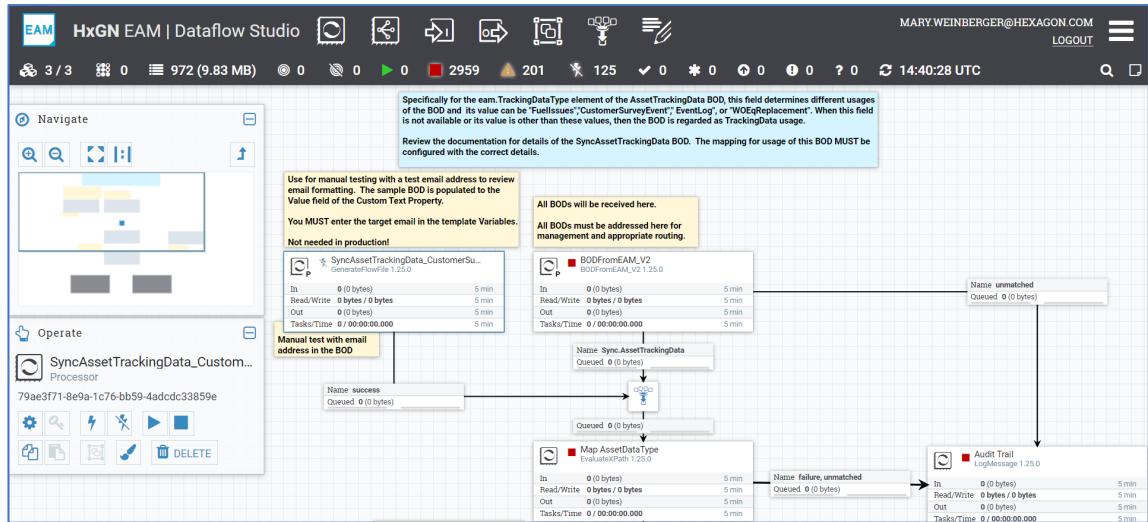 EAM HxGN EAM | Dataflow Studio
MARY.WEINBERGER@HEXAGON.COM
LOGOUT
3 / 3 0 972 (9.83 MB) 0 0 0 2959 201 125 0 0 0 0 0 14:40:28 UTC
Specifically for the eam.TrackingDataType element of the AssetTrackingData BOD, this field determines different usages
of the BOD and its value can be "FuelIssues","CustomerSurveyEvent"," EventLog", or "WOEqReplacement". When this field
is not available or its value is other than these values, then the BOD is regarded as TrackingData usage.
Review the documentation for details of the SyncAssetTrackingData BOD. The mapping for usage of this BOD MUST be
configured with the correct details.
Navigate
Use for manual testing with a test email address to review
email formatting. The sample BOD is populated to the
Value field of the Custom Text Property.
You MUST enter the target email in the template Variables.
Not needed in production!
All BODs will be received here.
All BODs must be addressed here for
management and appropriate routing.
SyncAssetTrackingData_CustomerSu...
GenerateFlowFile 1.25.0
P
In 0 (0 bytes) 5 min
Read/Write 0 bytes / 0 bytes 5 min
Out 0 (0 bytes) 5 min
Tasks/Time 0 / 00:00:00.000 5 min
BODFromEAM_V2
BODFromEAM_V2 1.25.0
P
In 0 (0 bytes) 5 min
Read/Write 0 bytes / 0 bytes 5 min
Out 0 (0 bytes) 5 min
Tasks/Time 0 / 00:00:00.000 5 min
Name unmatched
Queued 0 (0 bytes)
Operate
SyncAssetTrackingData_Custom...
Processor
79ae3f71-8e9a-1c76-bb59-4adcdc33859e
DELETE
Manual test with email
address in the BOD
Name Sync.AssetTrackingData
Queued 0 (0 bytes)
Name success
Queued 0 (0 bytes)
Queued 0 (0 bytes)
Map AssetDataType
EvaluateXPath 1.25.0
In 0 (0 bytes) 5 min
Read/Write 0 bytes / 0 bytes 5 min
Out 0 (0 bytes) 5 min
Tasks/Time 0 / 00:00:00.000 5 min
Name failure, unmatched
Queued 0 (0 bytes)
Audit Trail
LogMessage 1.25.0
In 0 (0 bytes) 5 min
Read/Write 0 bytes / 0 bytes 5 min
Out 0 (0 bytes) 5 min
Tasks/Time 0 / 00:00:00.000 5 min